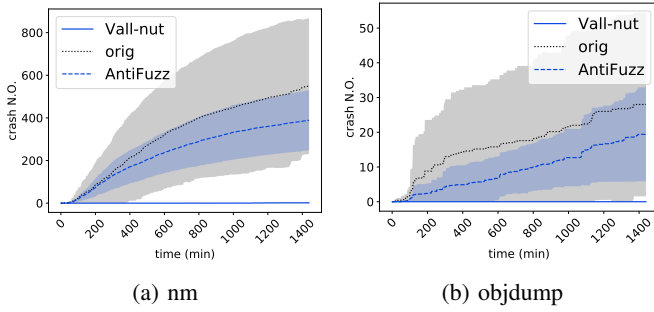 Vall-nut
orig
AntiFuzz
crash N.O.
800
600
400
200
0
0
200
400
600
800
1000
1200
1400
time (min)
(a) nm
Vall-nut
orig
AntiFuzz
crash N.O.
50
40
30
20
10
0
0
200
400
600
800
1000
1200
1400
time (min)
(b) objdump